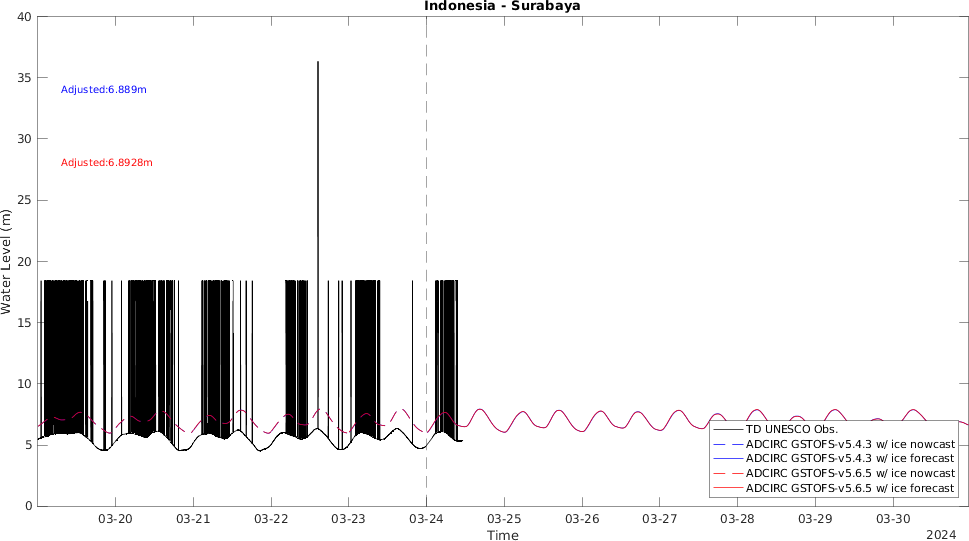 Indonesia - Surabaya
40
35
30
25
20
15
10
5
0
Water Level (m)
Adjusted:6.889m
Adjusted:6.8928m
TD UNESCO Obs.
ADCIRC GSTOFS-v5.4.3 w/ ice nowcast
ADCIRC GSTOFS-v5.4.3 w/ ice forecast
ADCIRC GSTOFS-v5.6.5 w/ ice nowcast
ADCIRC GSTOFS-v5.6.5 w/ ice forecast
03-20 03-21 03-22 03-23 03-24 03-25 03-26 03-27 03-28 03-29 03-30
Time
2024